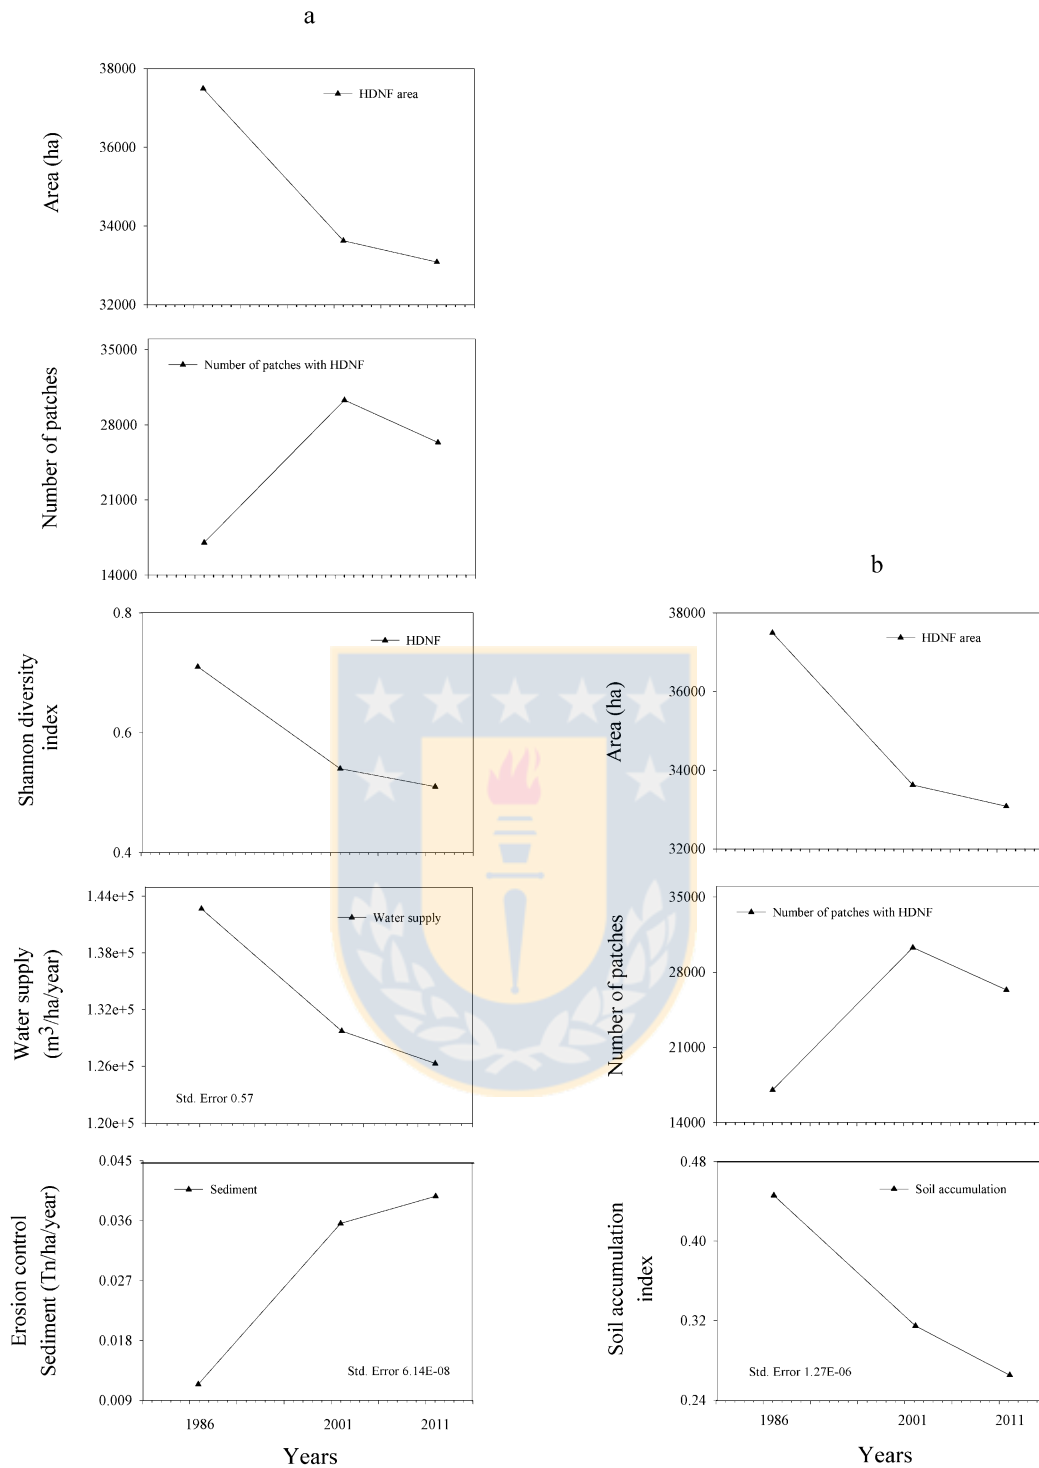 a
38000
36000
34000
32000
Area (ha)
HDNF area
35000
28000
21000
14000
Number of patches
Number of patches with HDNF
0.8
0.6
0.4
Shannon diversity
index
HDNF
1.44e+5
1.38e+5
1.32e+5
1.26e+5
1.20e+5
Water supply
(m3/ha/year)
Water supply
Std. Error 0.57
0.045
0.036
0.027
0.018
0.009
Erosion control
Sediment (Tn/ha/year)
Sediment
Std. Error 6.14E-08
1986
2001
2011
Years
b
38000
36000
34000
32000
Area (ha)
HDNF area
35000
28000
21000
14000
Number of patches
Number of patches with HDNF
0.48
0.40
0.32
0.24
Soil accumulation
index
Soil accumulation
Std. Error 1.27E-06
1986
2001
2011
Years